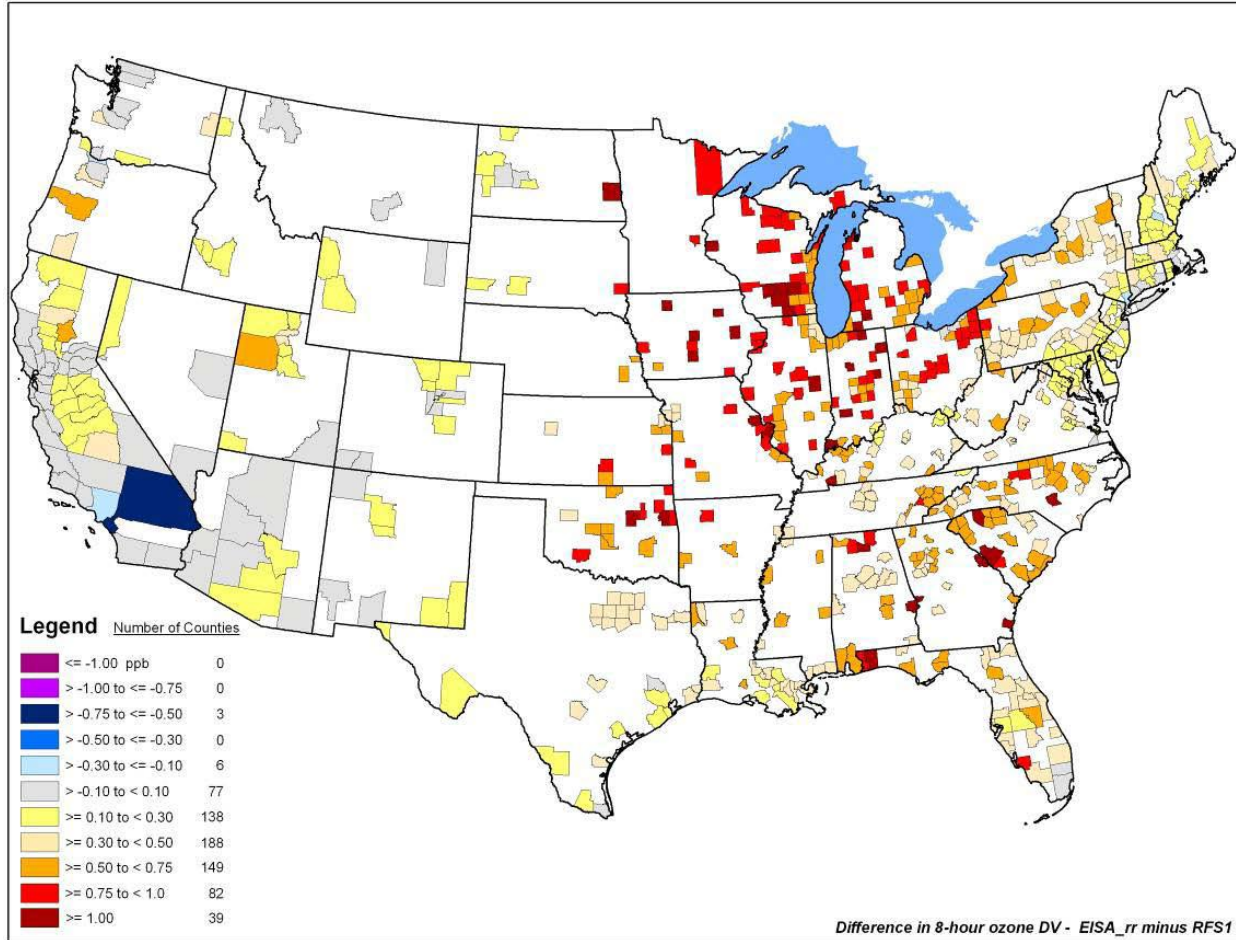 Legend Number of Counties
<= -1.00 ppb 0
> -1.00 to <= -0.75 0
> -0.75 to <= -0.50 3
> -0.50 to <= -0.30 0
> -0.30 to <= -0.10 6
> -0.10 to < 0.10 77
>= 0.10 to < 0.30 138
>= 0.30 to < 0.50 188
>= 0.50 to < 0.75 149
>= 0.75 to < 1.0 82
>= 1.00 39
Difference in 8-hour ozone DV - EISA_rr minus RFS1